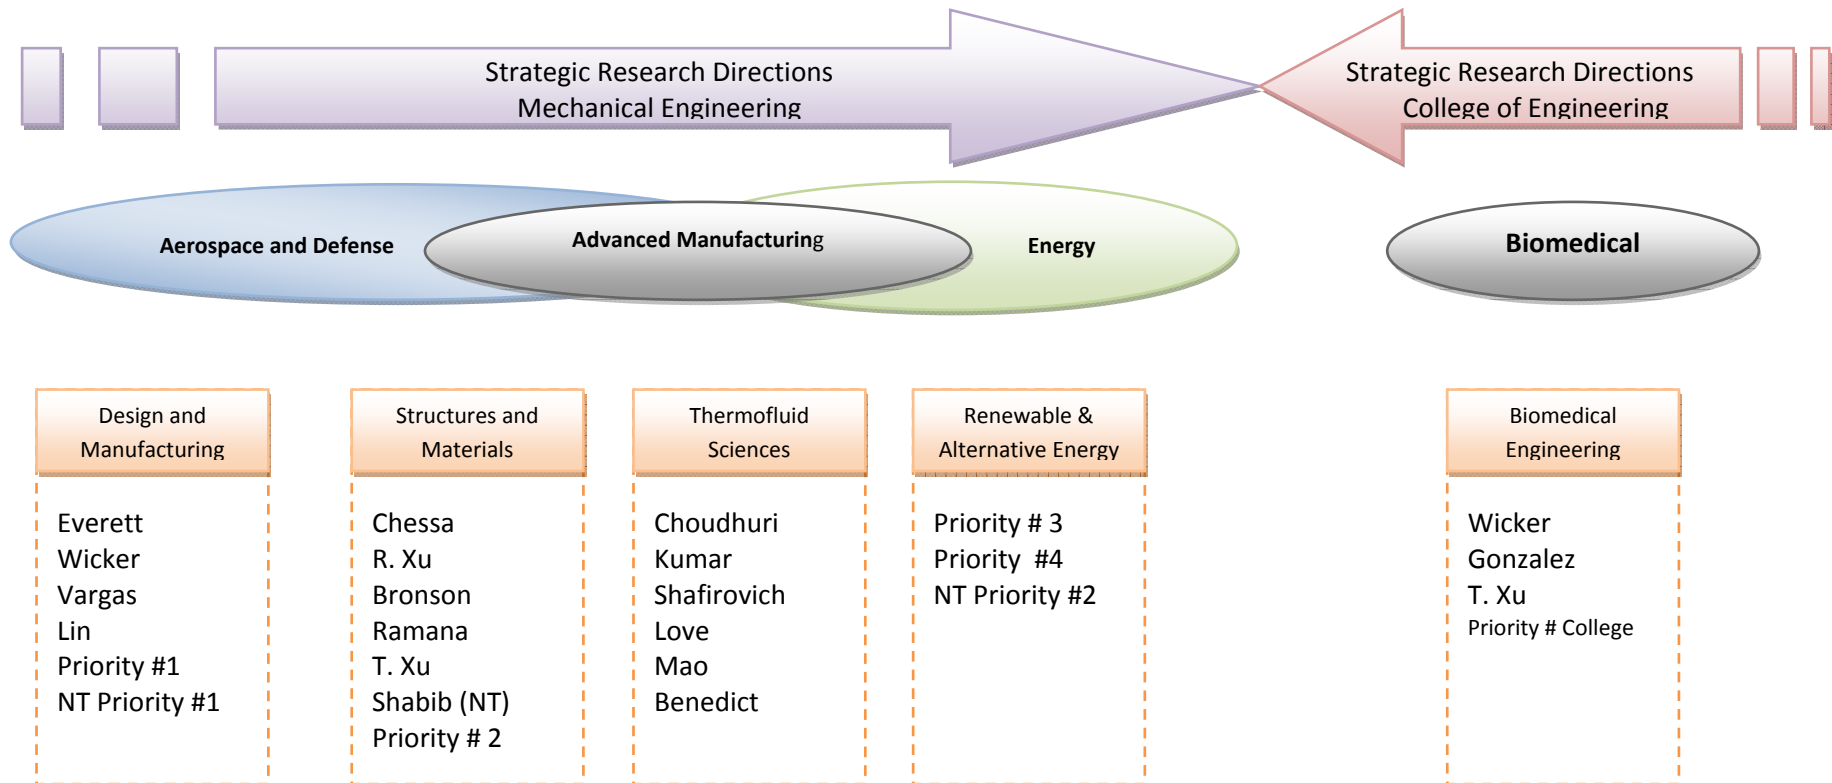 Strategic Research Directions
Mechanical Engineering
Strategic Research Directions
College of Engineering
Aerospace and Defense
Advanced Manufacturing
Energy
Biomedical
Design and
Manufacturing
Everett
Wicker
Vargas
Lin
Priority #1
NT Priority #1
Structures and
Materials
Chessa
R. Xu
Bronson
Ramana
T. Xu
Shabib (NT)
Priority # 2
Thermofluid
Sciences
Choudhuri
Kumar
Shafirovich
Love
Mao
Benedict
Renewable &
Alternative Energy
Priority # 3
Priority  #4
NT Priority #2
Biomedical
Engineering
Wicker
Gonzalez
T. Xu
Priority # College